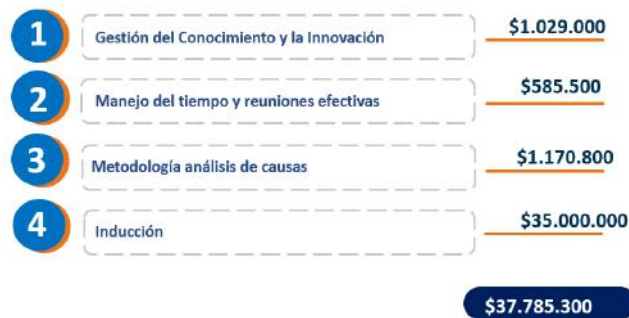 1 Gestión del Conocimiento y la Innovación $1.029.000
2 Manejo del tiempo y reuniones efectivas $585.500
3 Metodología análisis de causas $1.170.800
4 Inducción $35.000.000
$37.785.300